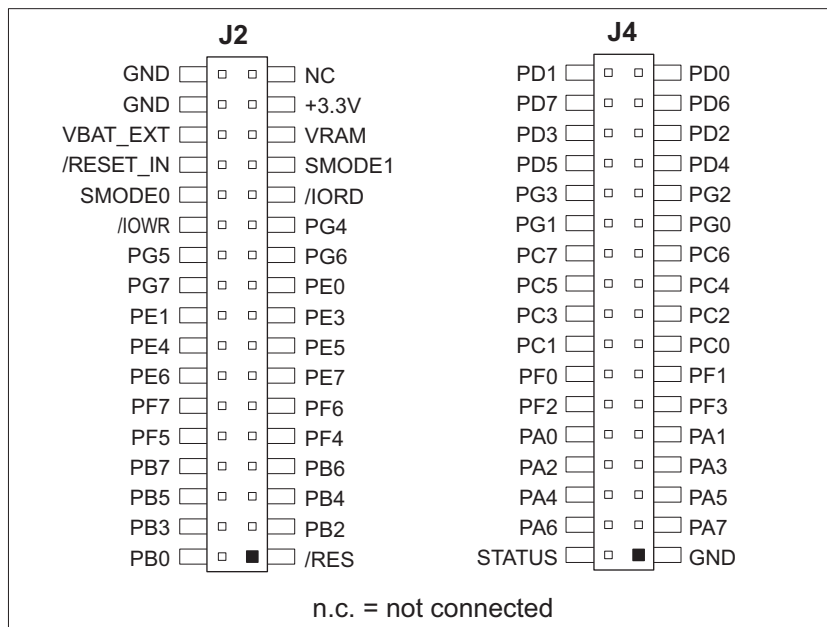 J2 J4
GND NC PD1 PD0
GND +3.3V PD7 PD6
VBAT_EXT VRAM PD3 PD2
/RESET_IN SMODE1 PD5 PD4
SMODE0 /IORD PG3 PG2
/IOWR PG4 PG1 PG0
PG5 PG6 PC7 PC6
PG7 PE0 PC5 PC4
PE1 PE3 PC3 PC2
PE4 PE5 PC1 PC0
PE6 PE7 PF0 PF1
PF7 PF6 PF2 PF3
PF5 PF4 PA0 PA1
PB7 PB6 PA2 PA3
PB5 PB4 PA4 PA5
PB3 PB2 PA6 PA7
PB0 /RES STATUS GND
n.c. = not connected